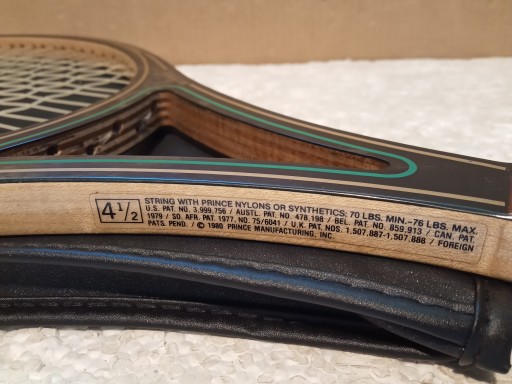 4 1/2
STRING WITH PRINCE NYLONS OR SYNTHETICS; 70 LBS. MIN.-76 LBS. MAX.
U.S. PAT. NO. 3,999,756 / AUSTL. PAT. NO 478,198 / BEL. PAT. NO. 859,913 / CAN. PAT.
1979 / SO. AFR. PAT. 1977, NO. 75/6041 / U.K. PAT. NOS. 1,507,887-1,507,888 / FOREIGN
PATS. PEND. / © 1980 PRINCE MANUFACTURING, INC.